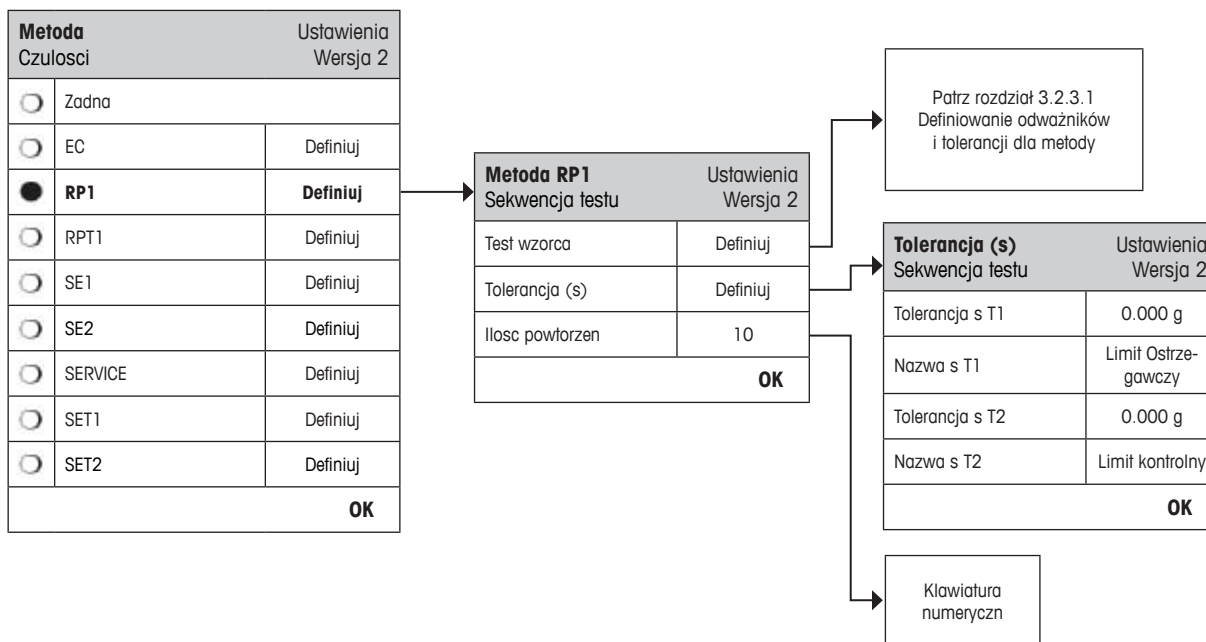 Metoda Ustawienia
Czulosci Wersja 2
Zadna
EC Definiuj
RP1 Definiuj
RPT1 Definiuj
SE1 Definiuj
SE2 Definiuj
SERVICE Definiuj
SET1 Definiuj
SET2 Definiuj
OK
Metoda RP1 Ustawienia
Sekwencja testu Wersja 2
Test wzorca Definiuj
Tolerancja (s) Definiuj
Ilosc powtorzen 10
OK
Patrz rozdział 3.2.3.1
Definiowanie odważników
i tolerancji dla metody
Tolerancja (s) Ustawienia
Sekwencja testu Wersja 2
Tolerancja s T1 0.000 g
Nazwa s T1 Limit Ostrze-
gawczy
Tolerancja s T2 0.000 g
Nazwa s T2 Limit kontrolny
OK
Klawiatura
numeryczn